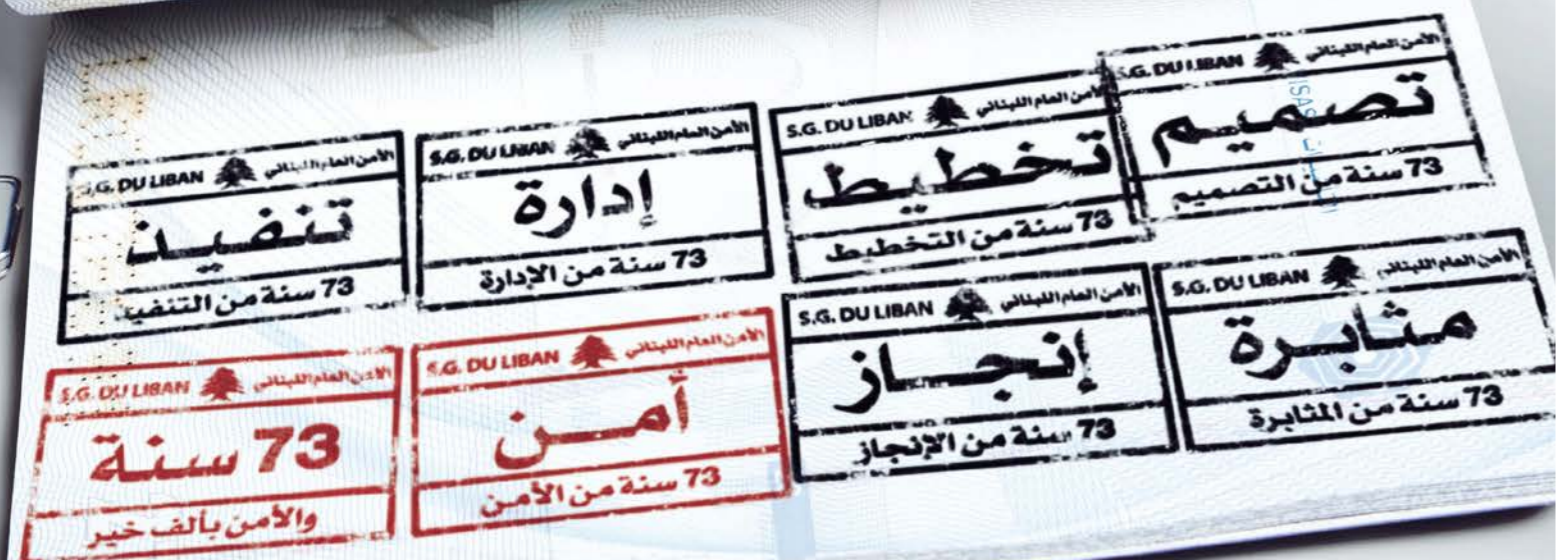 S.G. DU LIBAN الأمن العام اللبناني
تصميم
73 سنة من التصميم
S.G. DU LIBAN الأمن العام اللبناني
تخطيط
73 سنة من التخطيط
S.G. DU LIBAN الأمن العام اللبناني
إدارة
73 سنة من الإدارة
S.G. DU LIBAN الأمن العام اللبناني
تنفيذ
73 سنة من التنفيذ
S.G. DU LIBAN الأمن العام اللبناني
مثابرة
73 سنة من المثابرة
S.G. DU LIBAN الأمن العام اللبناني
إنجاز
73 سنة من الإنجاز
S.G. DU LIBAN الأمن العام اللبناني
أمن
73 سنة من الأمن
S.G. DU LIBAN الأمن العام اللبناني
73 سنة
والأمن بألف خير